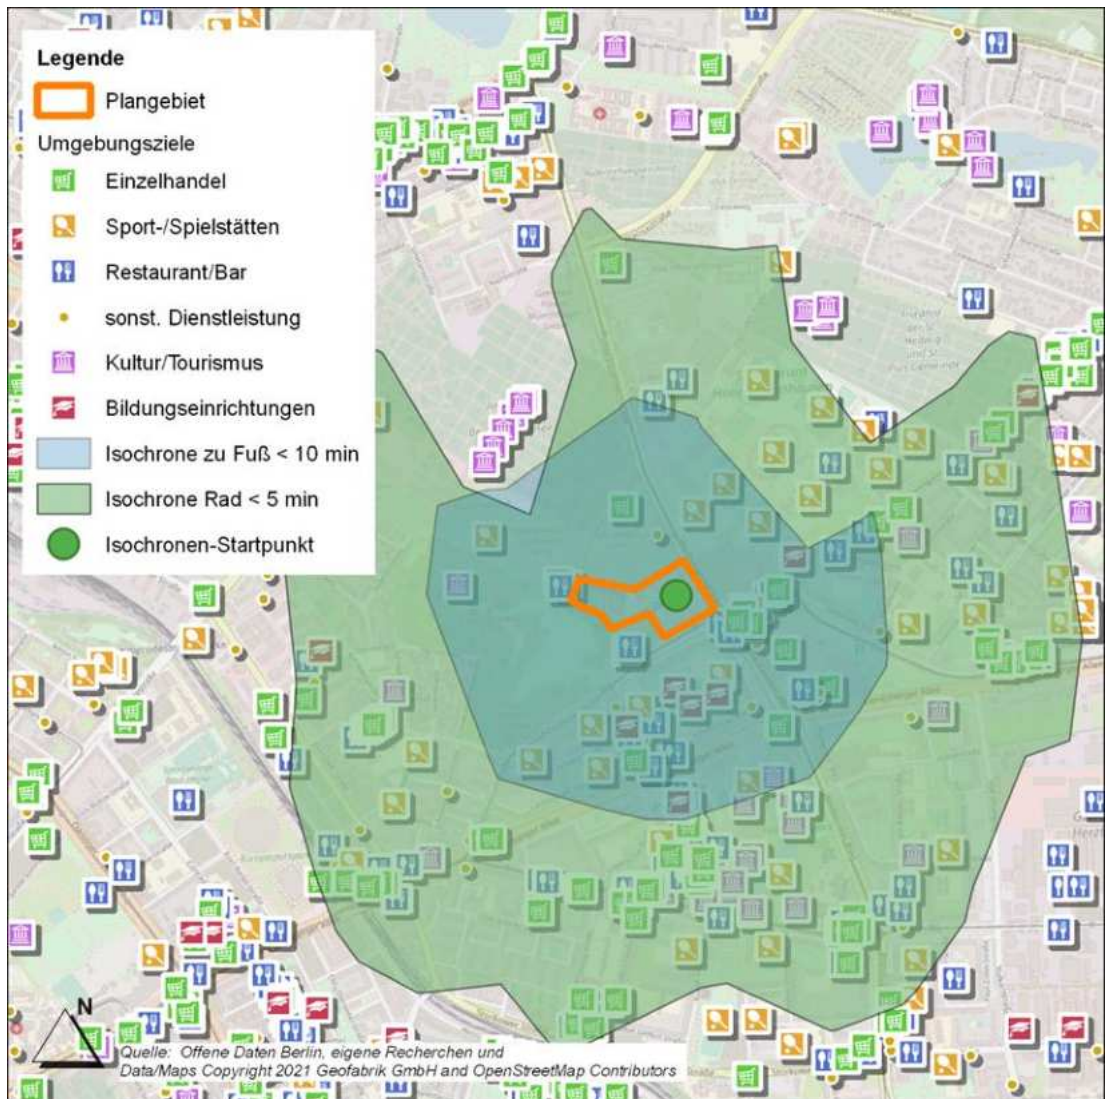 Legende
Plangebiet
Umgebungsziele
Einzelhandel
Sport-/Spielstätten
Restaurant/Bar
sonst. Dienstleistung
Kultur/Tourismus
Bildungseinrichtungen
Isochrone zu Fuß < 10 min
Isochrone Rad < 5 min
Isochronen-Startpunkt
N
Quelle: Offene Daten Berlin, eigene Recherchen und
Data/Maps Copyright 2021 Geofabrik GmbH and OpenStreetMap Contributors